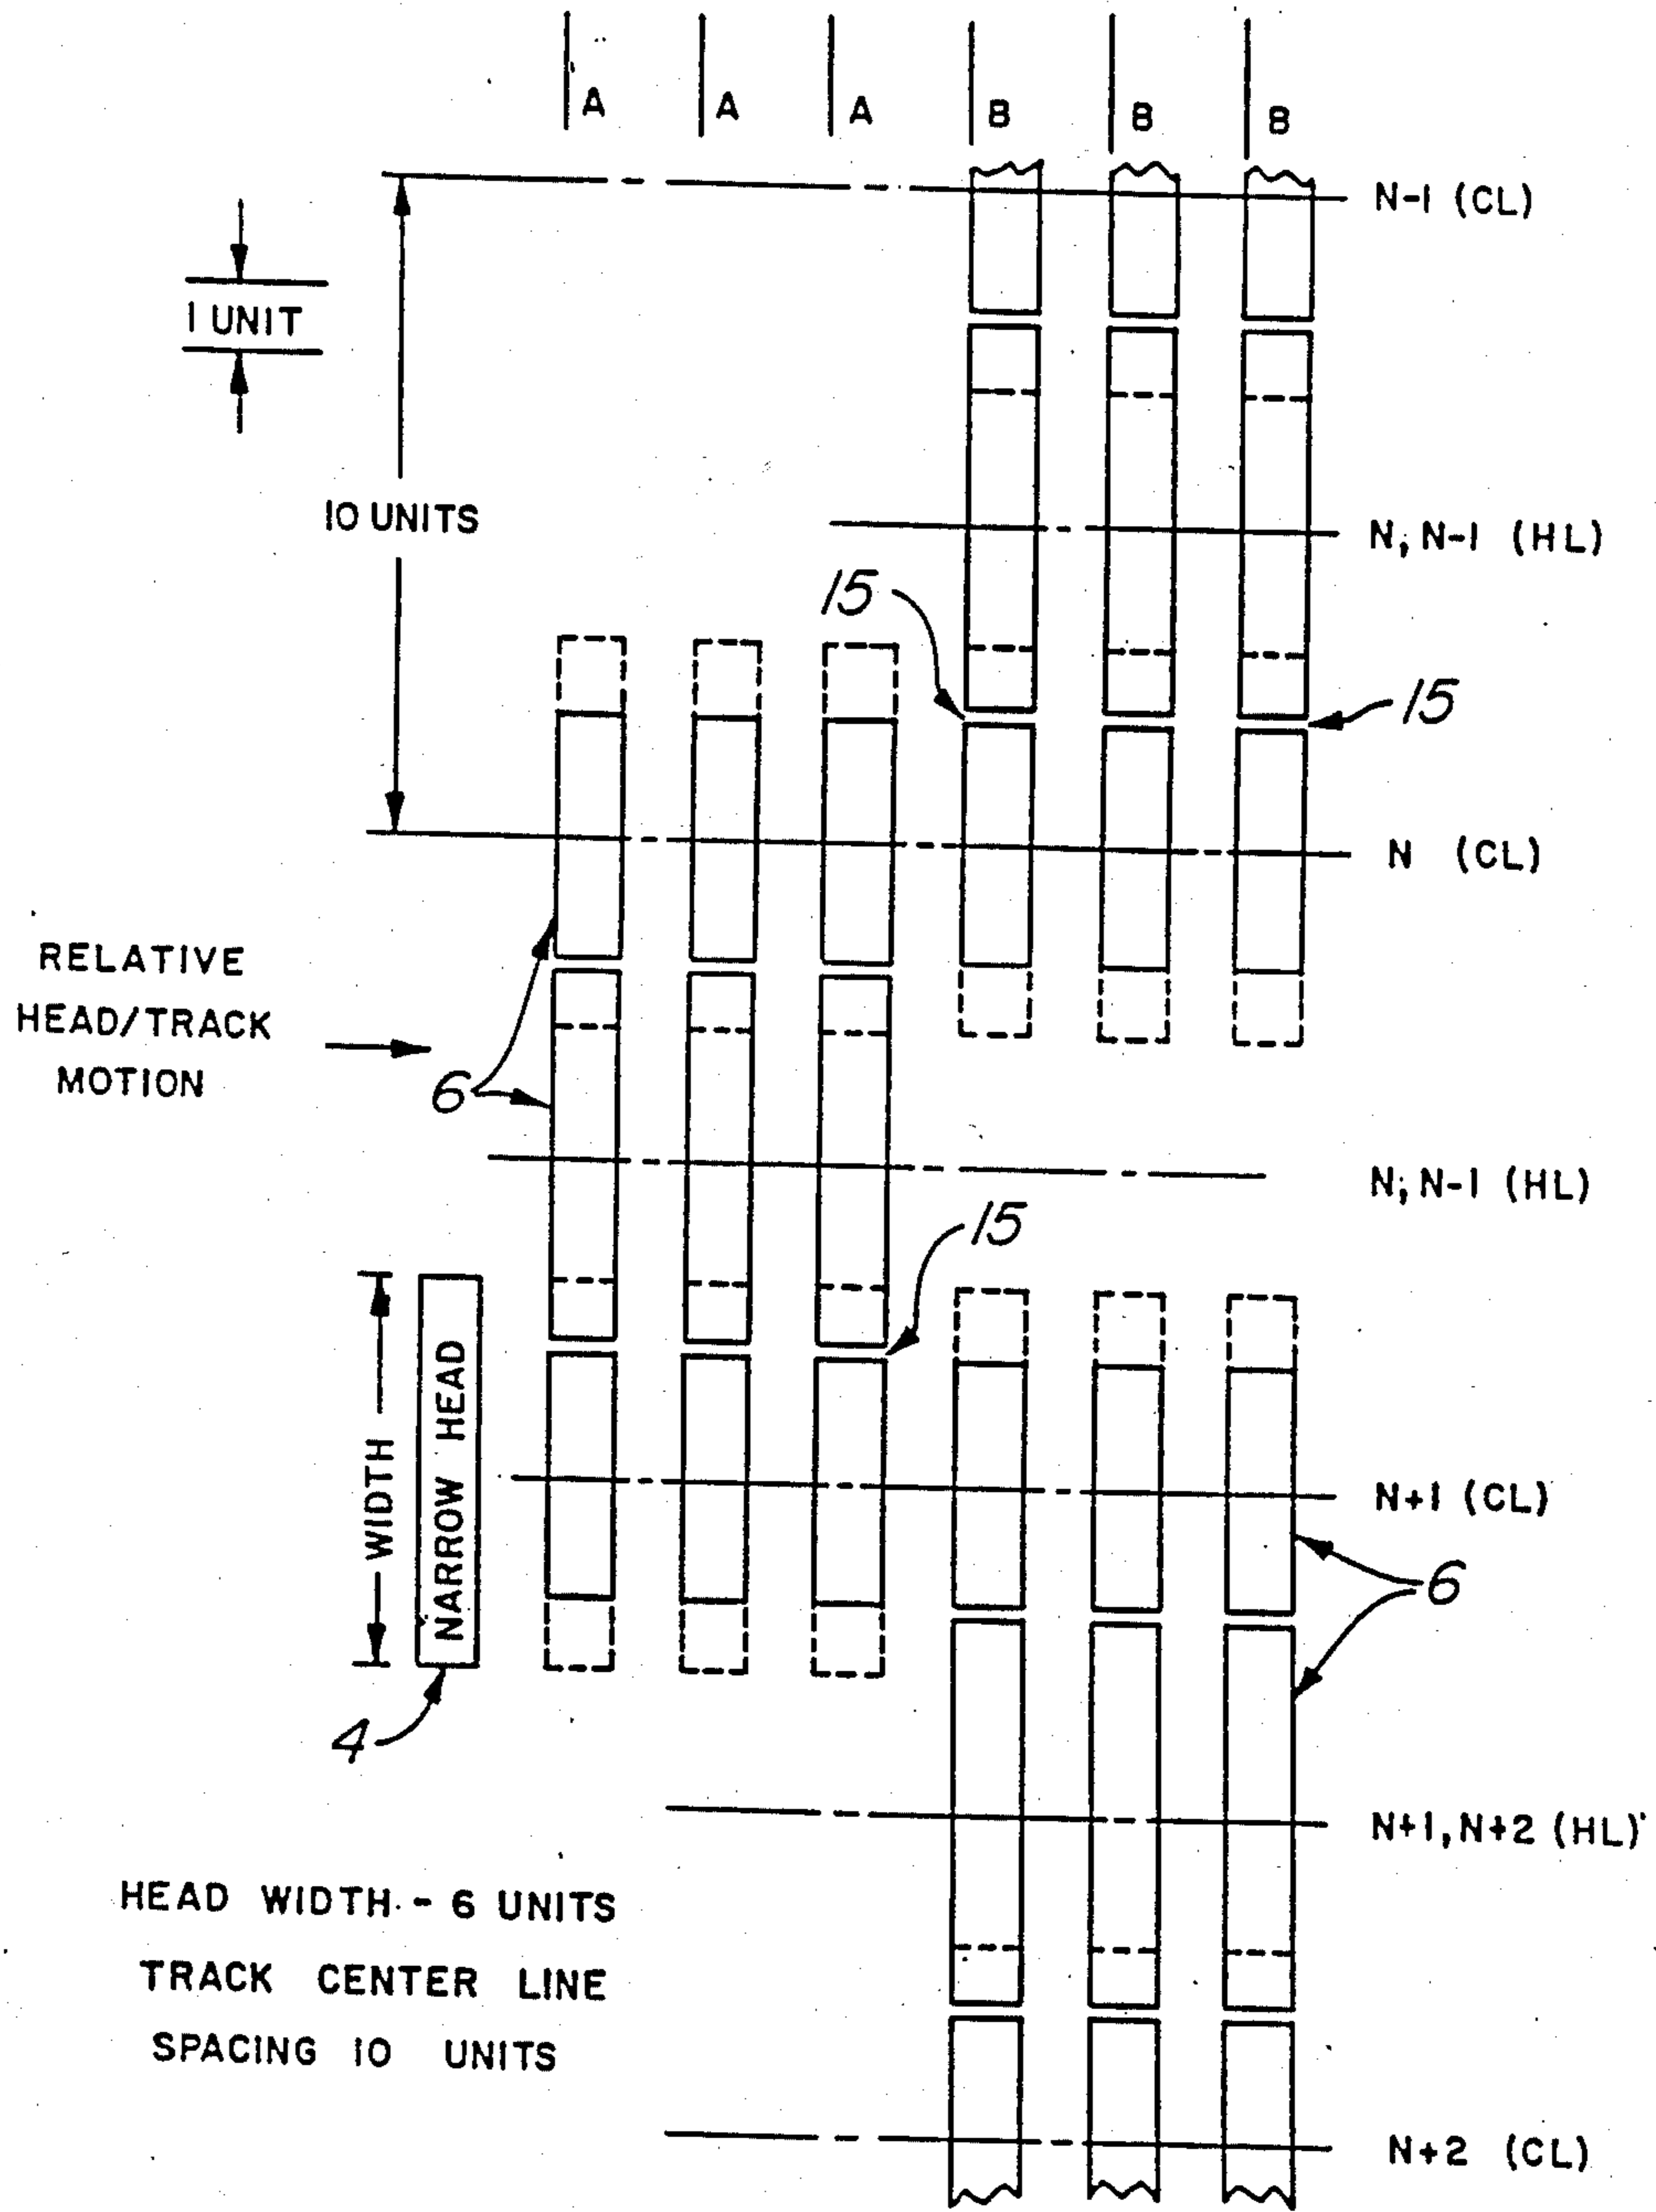 A A A B B B
N-1 (CL)
1 UNIT
10 UNITS
N; N-1 (HL)
15
15
N (CL)
RELATIVE
HEAD/TRACK
MOTION
6
N; N-1 (HL)
15
WIDTH
NARROW HEAD
N+1 (CL)
6
4
N+1, N+2 (HL)
HEAD WIDTH - 6 UNITS
TRACK CENTER LINE
SPACING 10 UNITS
N+2 (CL)